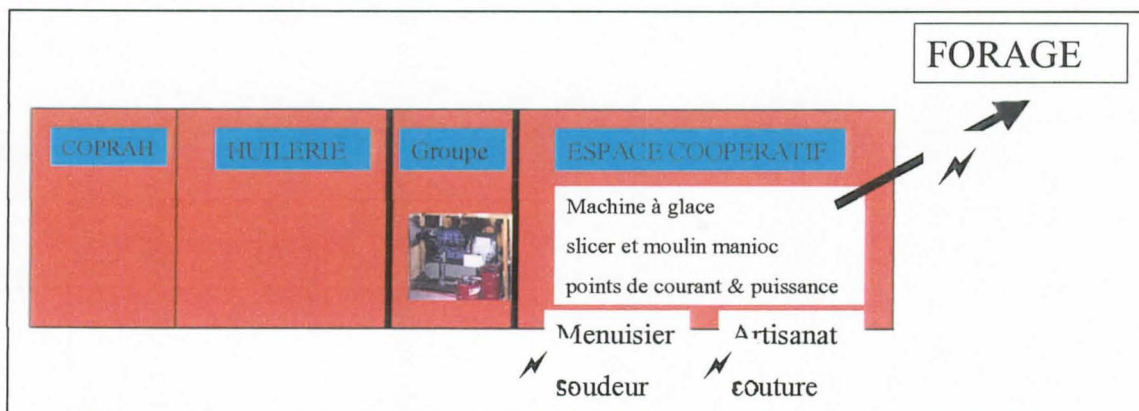 FORAGE
COPRAH
HUILERIE
Groupe
ESPACE COOPERATIF
Machine à glace
slicer et moulin manioc
points de courant & puissance
Menuisier
soudeur
Artisanat
couture